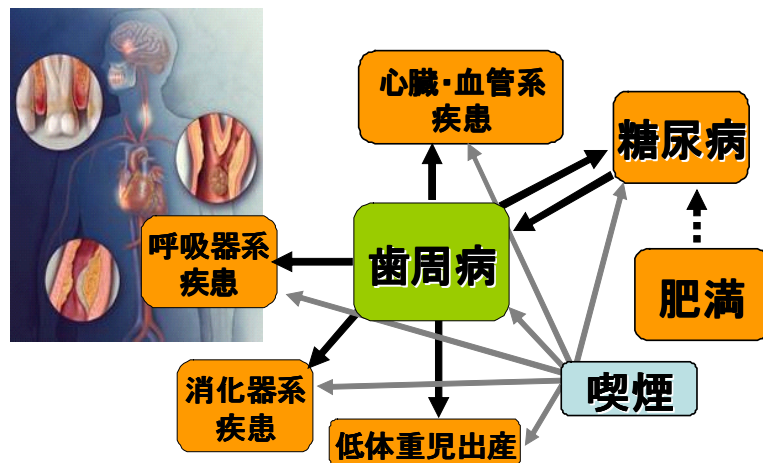 心臓・血管系
疾患
糖尿病
歯周病
呼吸器系
疾患
肥満
消化器系
疾患
喫煙
低体重児出産